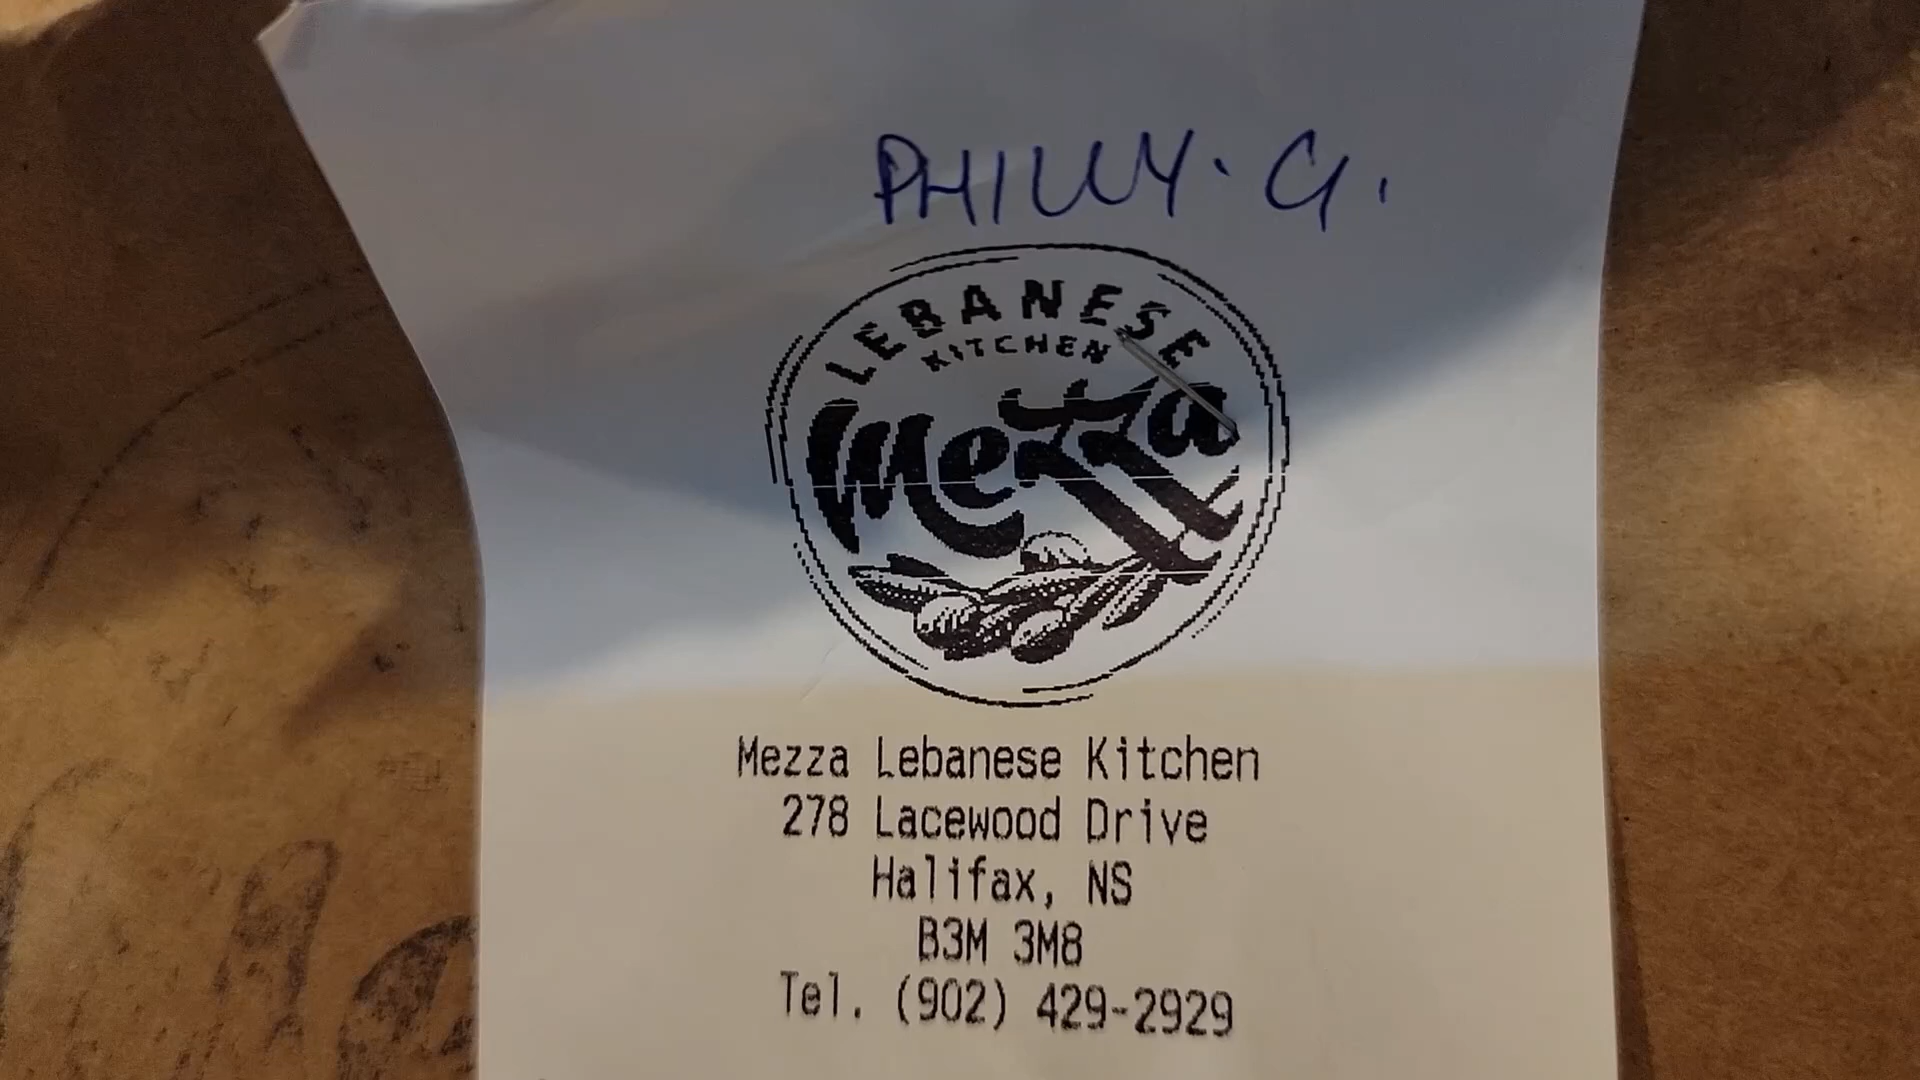 PHILLY. G.
LEBANESE
KITCHEN
Mezza
Mezza Lebanese Kitchen
278 Lacewood Drive
Halifax, NS
B3M 3M8
Tel. (902) 429-2929